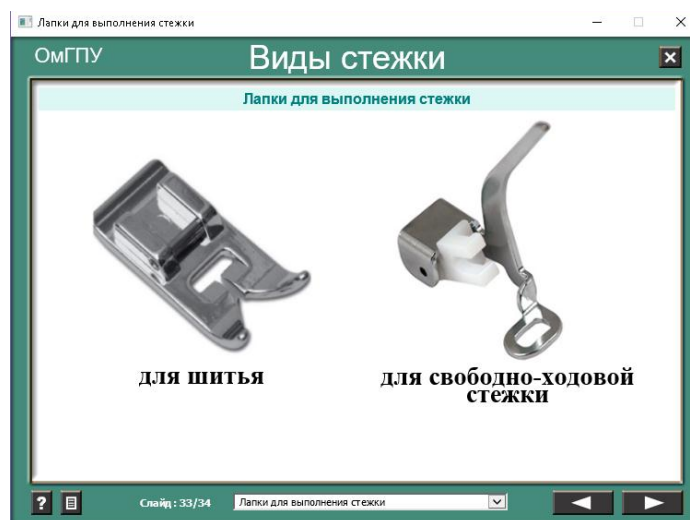 Лапки для выполнения стежки
ОмГПУ
Виды стежки
Лапки для выполнения стежки
для шитья
для свободно-ходовой
стежки
Слайд: 33/34
Лапки для выполнения стежки